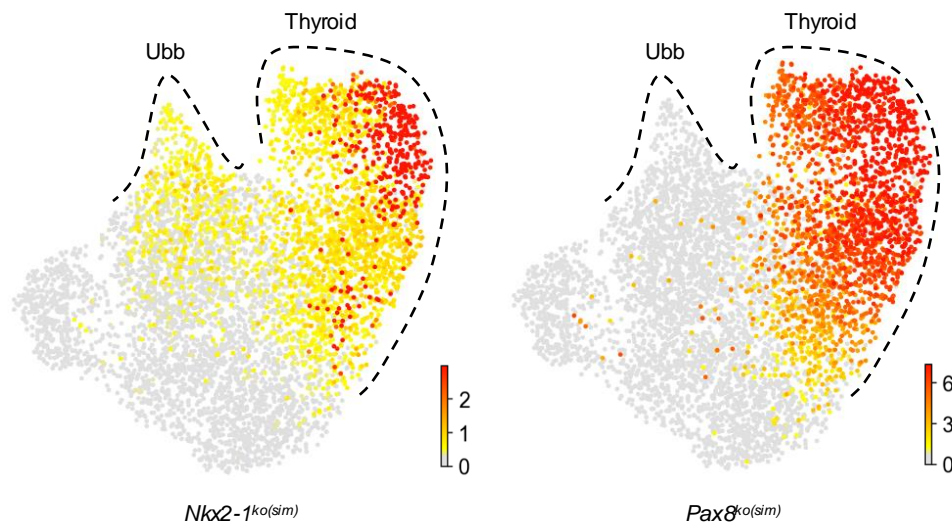 Thyroid
Ubb
2
1
0
Nkx2-1ko(sim)
Thyroid
Ubb
6
3
0
Pax8ko(sim)